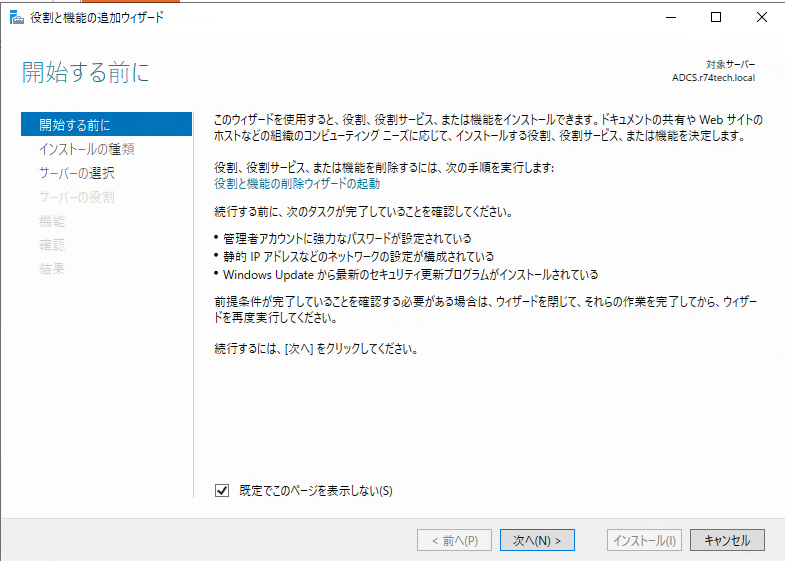 役割と機能の追加ウィザード
開始する前に
対象サーバー
ADCS.r74tech.local
開始する前に
インストールの種類
サーバーの選択
サーバーの役割
機能
確認
結果
このウィザードを使用すると、役割、役割サービス、または機能をインストールできます。ドキュメントの共有や Web サイトの
ホストなどの組織のコンピューティング ニーズに応じて、インストールする役割、役割サービス、または機能を決定します。
役割、役割サービス、または機能を削除するには、次の手順を実行します:
役割と機能の削除ウィザードの起動
続行する前に、次のタスクが完了していることを確認してください。
• 管理者アカウントに強力なパスワードが設定されている
• 静的 IP アドレスなどのネットワークの設定が構成されている
• Windows Update から最新のセキュリティ更新プログラムがインストールされている
前提条件が完了していることを確認する必要がある場合は、ウィザードを閉じて、それらの作業を完了してから、ウィザー
ドを再度実行してください。
続行するには、[次へ] をクリックしてください。
既定でこのページを表示しない(S)
< 前へ(P) 次へ(N) > インストール(I) キャンセル